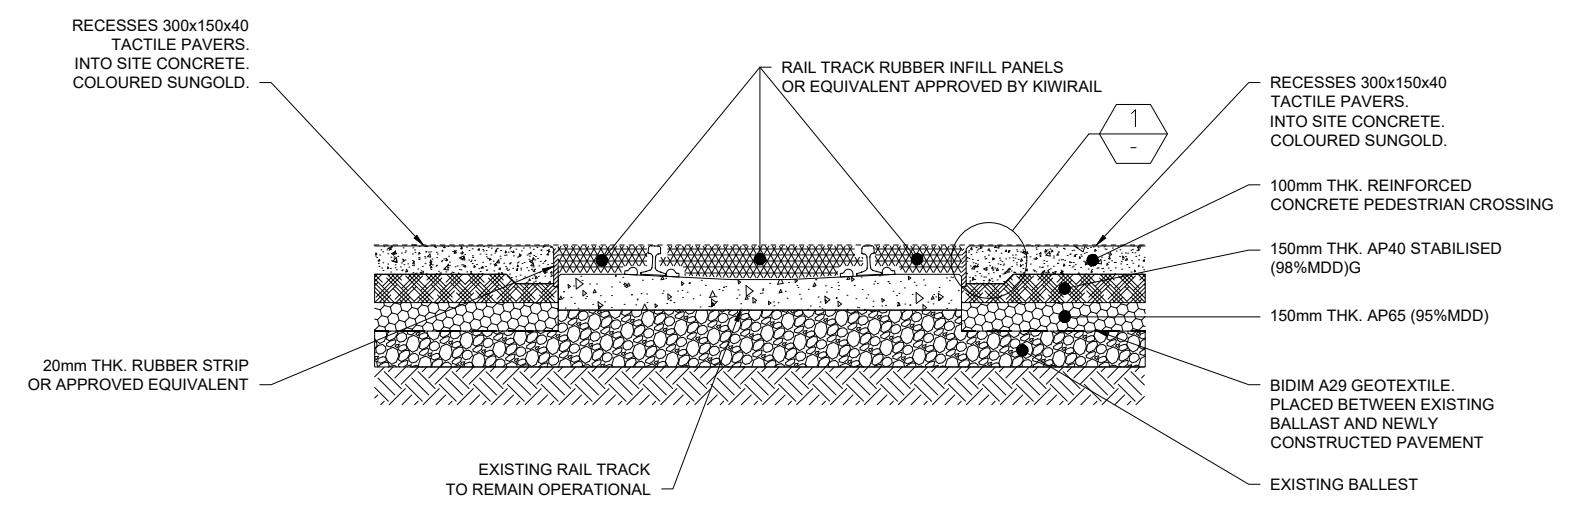 RECESSES 300x150x40
TACTILE PAVERS.
INTO SITE CONCRETE.
COLOURED SUNGOLD.
RAIL TRACK RUBBER INFILL PANELS
OR EQUIVALENT APPROVED BY KIWIRAIL
1
-
RECESSES 300x150x40
TACTILE PAVERS.
INTO SITE CONCRETE.
COLOURED SUNGOLD.
100mm THK. REINFORCED
CONCRETE PEDESTRIAN CROSSING
150mm THK. AP40 STABILISED
(98%MDD)G
150mm THK. AP65 (95%MDD)
20mm THK. RUBBER STRIP
OR APPROVED EQUIVALENT
BIDIM A29 GEOTEXTILE.
PLACED BETWEEN EXISTING
BALLAST AND NEWLY
CONSTRUCTED PAVEMENT
EXISTING RAIL TRACK
TO REMAIN OPERATIONAL
EXISTING BALLEST